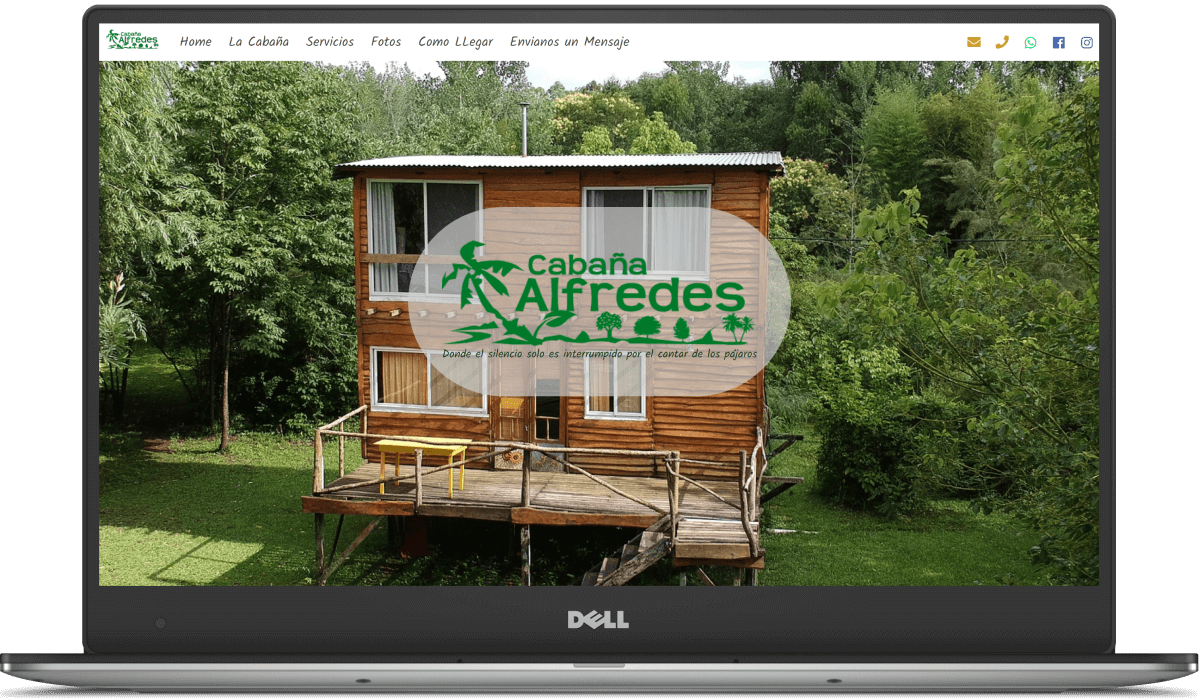 Cabaña
Alfredes
Home La Cabaña Servicios Fotos Como LLegar Envianos un Mensaje
Cabaña
Alfredes
Donde el silencio solo es interrumpido por el cantar de los pájaros
DELL